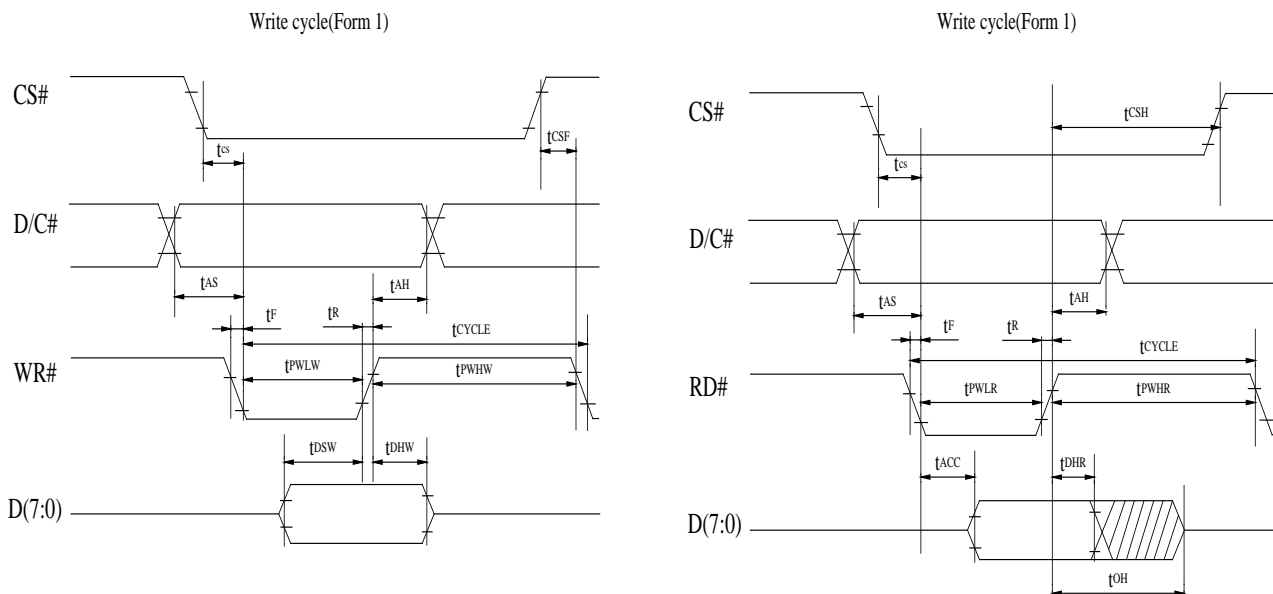 Write cycle(Form 1)
CS#
tcs
tCSF
D/C#
tAS
tAH
tF
tR
tCYCLE
WR#
tPWLW
tPWHW
tDSW
tDHW
D(7:0)
Write cycle(Form 1)
CS#
tCSH
tcs
D/C#
tAS
tAH
tF
tR
tCYCLE
RD#
tPWLR
tPWHR
tACC
tDHR
D(7:0)
tOH